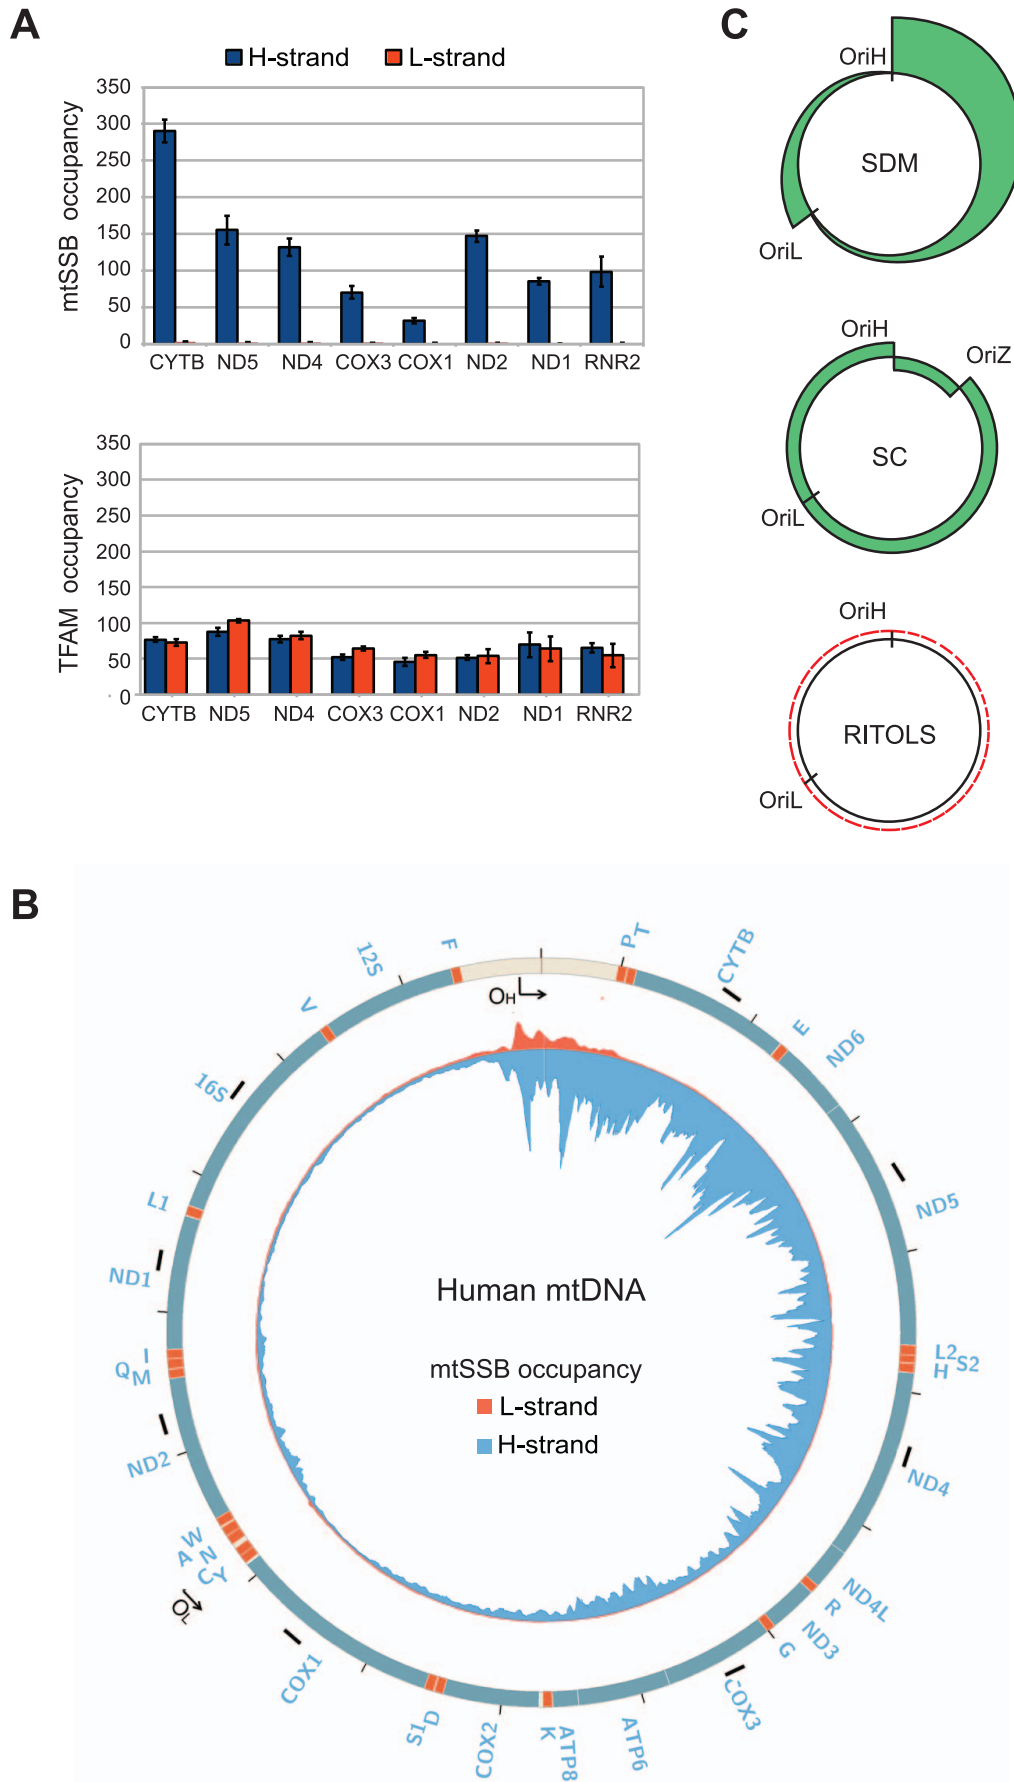 A
H-strand L-strand
mtSSB occupancy
350
300
250
200
150
100
50
0
CYTB ND5 ND4 COX3 COX1 ND2 ND1 RNR2
TFAM occupancy
350
300
250
200
150
100
50
0
CYTB ND5 ND4 COX3 COX1 ND2 ND1 RNR2
C
OriH
SDM
OriL
OriH
OriZ
SC
OriL
OriH
RITOLS
OriL
B
F
P
T
CYTB
E
ND6
ND5
L2
S2
H
ND4
ND4L
R
ND3
G
COX3
ATP6
ATP8
K
COX2
D
S1
COX1
OL
Y
C
N
A
W
ND2
M
Q
I
ND1
L1
16S
V
12S
OH
Human mtDNA
mtSSB occupancy
L-strand
H-strand